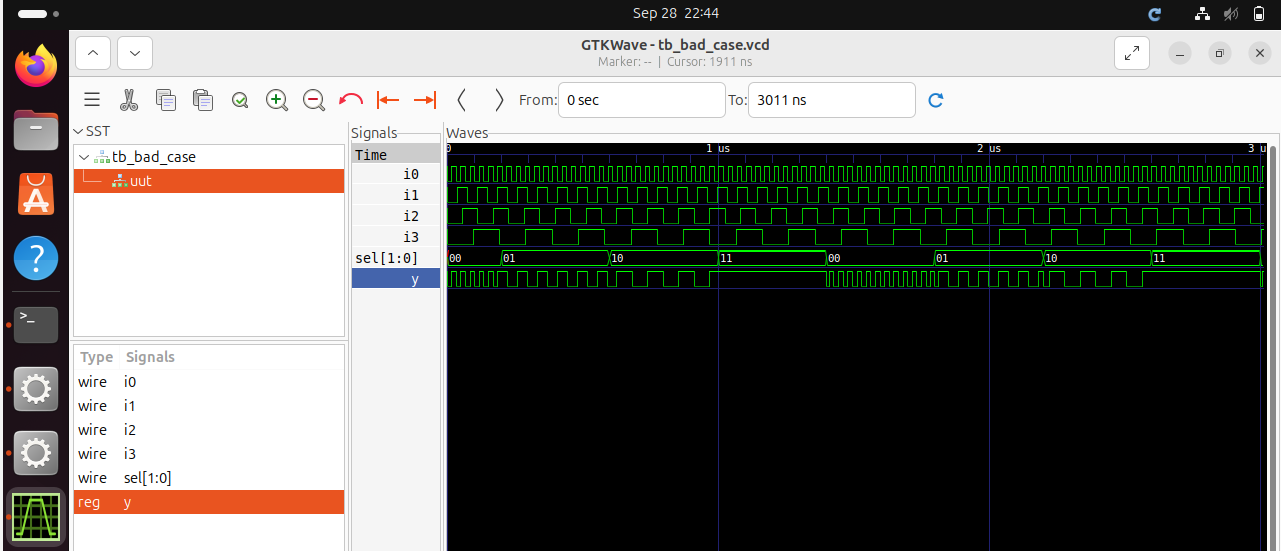 Sep 28 22:44
GTKWave - tb_bad_case.vcd
Marker: -- | Cursor: 1911 ns
From: 0 sec To: 3011 ns
SST
tb_bad_case
uut
Type Signals
wire i0
wire i1
wire i2
wire i3
wire sel[1:0]
reg y
Signals
Time
i0
i1
i2
i3
sel[1:0]
y
Waves
0 1 us 2 us 3 u
00 01 10 11 00 01 10 11
?
>_